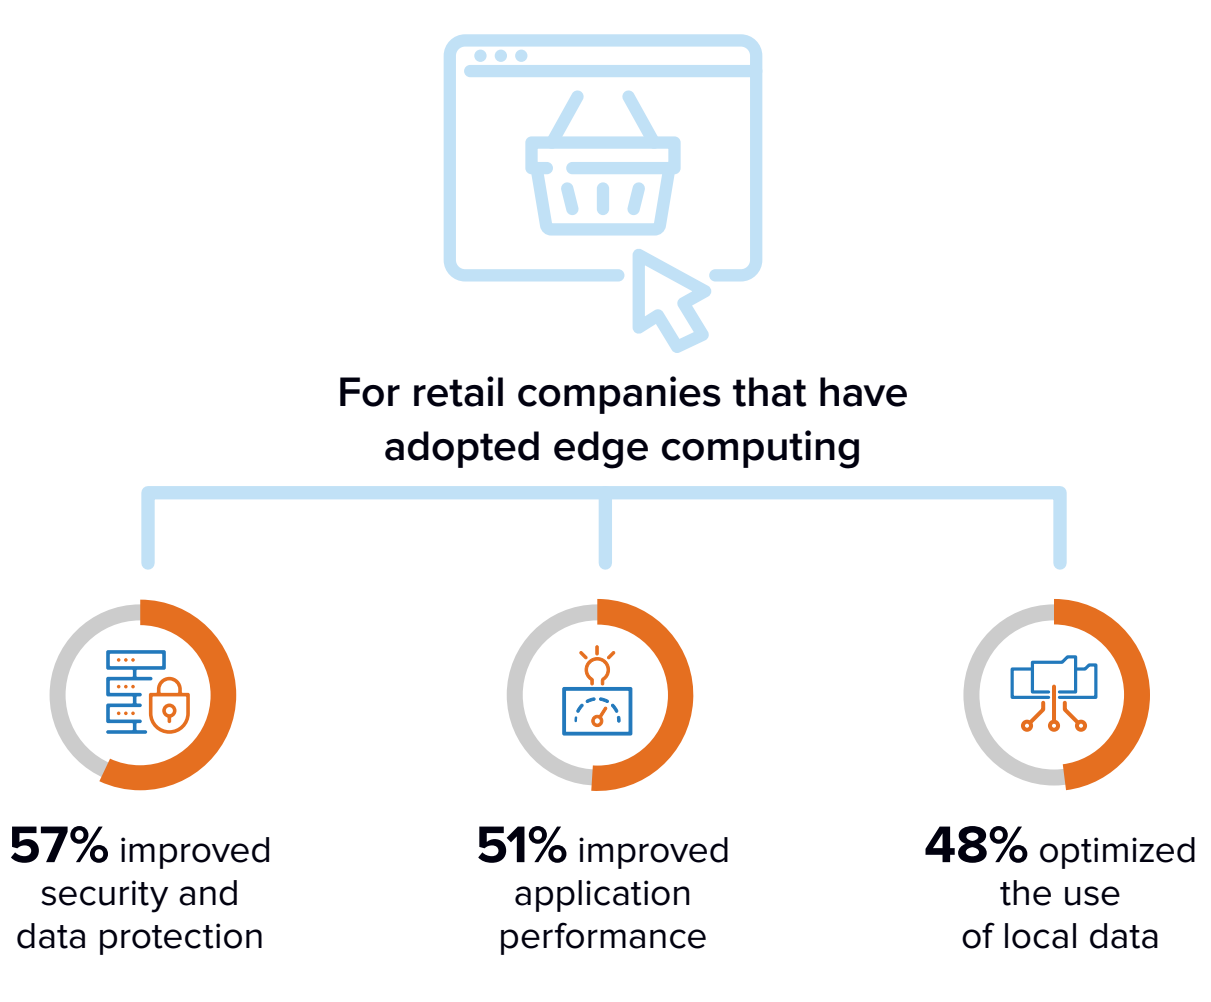 For retail companies that have
adopted edge computing
57% improved
security and
data protection
51% improved
application
performance
48% optimized
the use
of local data